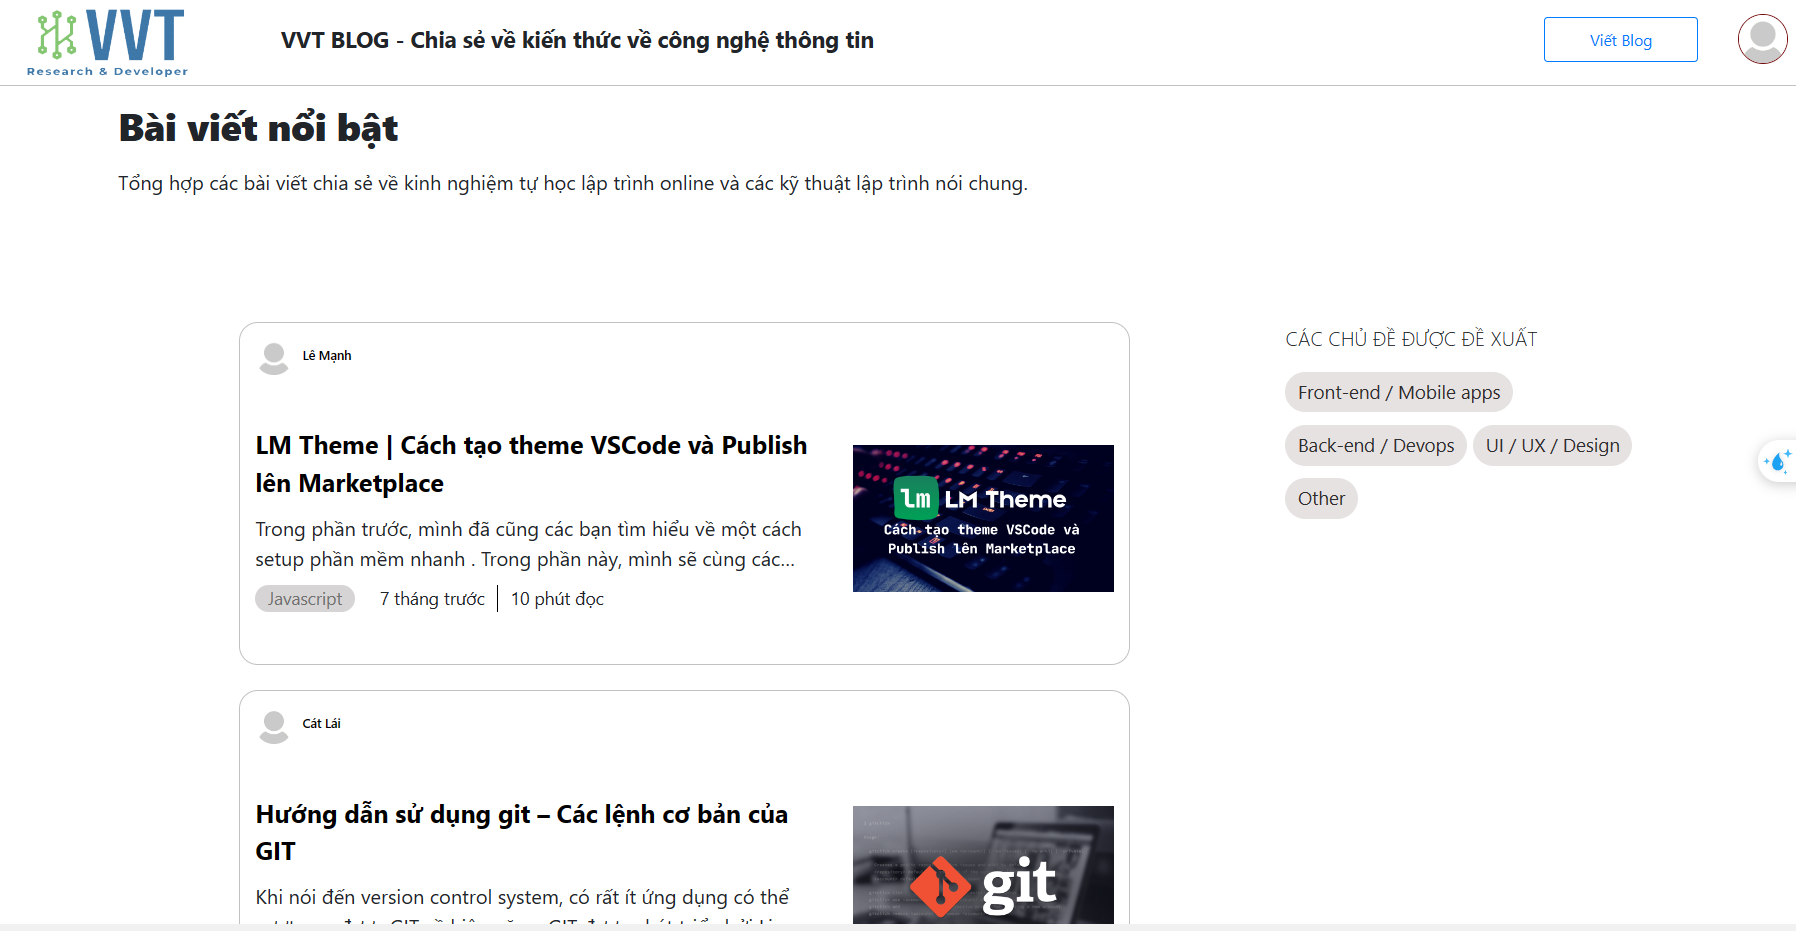 VVT
Research & Developer
VVT BLOG - Chia sẻ về kiến thức về công nghệ thông tin
Viết Blog
Bài viết nổi bật
Tổng hợp các bài viết chia sẻ về kinh nghiệm tự học lập trình online và các kỹ thuật lập trình nói chung.
Lê Mạnh
LM Theme | Cách tạo theme VSCode và Publish
lên Marketplace
Trong phần trước, mình đã cũng các bạn tìm hiểu về một cách
setup phần mềm nhanh . Trong phần này, mình sẽ cùng các...
Javascript
7 tháng trước
10 phút đọc
lm LM Theme
Cách tạo theme VSCode và
Publish lên Marketplace
CÁC CHỦ ĐỀ ĐƯỢC ĐỀ XUẤT
Front-end / Mobile apps
Back-end / Devops
UI / UX / Design
Other
Cát Lái
Hướng dẫn sử dụng git – Các lệnh cơ bản của
GIT
Khi nói đến version control system, có rất ít ứng dụng có thể
git